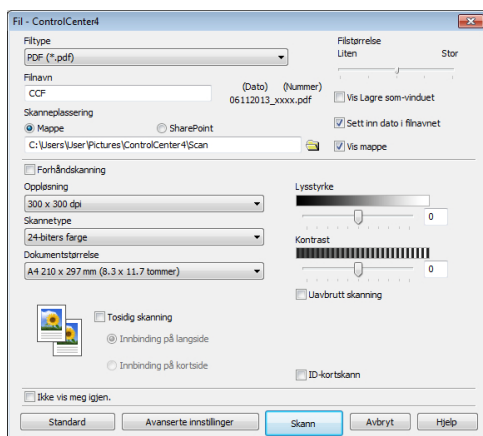 Fil - ControlCenter4
Filtype
PDF (*.pdf)
Filstørrelse
Liten Stor
Filnavn
CCF
(Dato) (Nummer)
06112013_xxxx.pdf
Vis Lagre som-vinduet
Skanneplassering
Mappe SharePoint
Sett inn dato i filnavnet
C:\Users\User\Pictures\ControlCenter4\Scan
Vis mappe
Forhåndskanning
Oppløsning
300 x 300 dpi
Lysstyrke
0
Skannetype
24-biters farge
Kontrast
0
Dokumentstørrelse
A4 210 x 297 mm (8.3 x 11.7 tommer)
Uavbrutt skanning
Tosidig skanning
Innbinding på langside
Innbinding på kortside
ID-kortskann
Ikke vis meg igjen.
Standard Avanserte innstillinger Skann Avbryt Hjelp